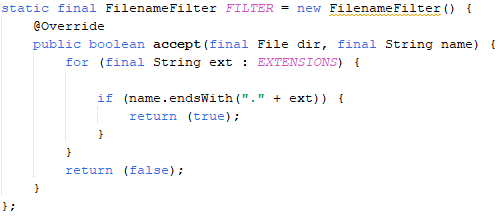 static final FilenameFilter FILTER = new FilenameFilter() {
    @Override
    public boolean accept(final File dir, final String name) {
        for (final String ext : EXTENSIONS) {

            if (name.endsWith("." + ext)) {
                return (true);
            }
        }
        return (false);
    }
};